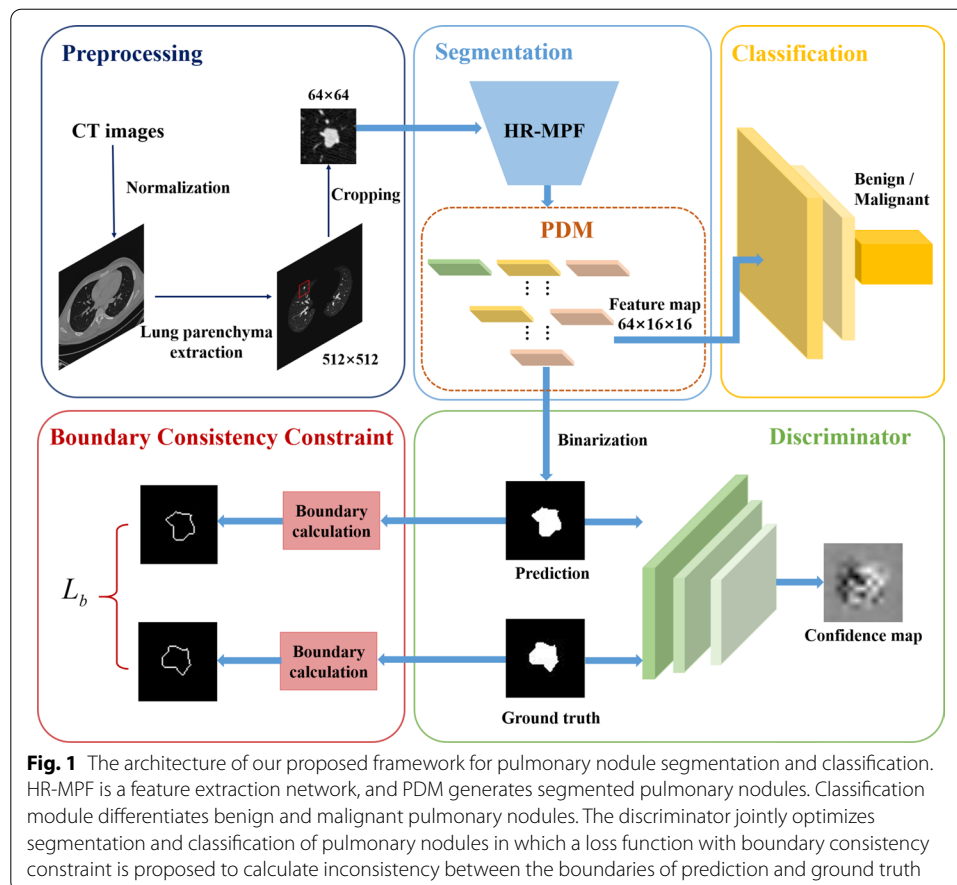 Preprocessing
64×64
CT images
Normalization
Cropping
Lung parenchyma
extraction
512×512
Segmentation
HR-MPF
PDM
Feature map
64×16×16
Classification
Benign /
Malignant
Boundary Consistency Constraint
L_b
Boundary
calculation
Boundary
calculation
Binarization
Discriminator
Prediction
Ground truth
Confidence map
Fig. 1 The architecture of our proposed framework for pulmonary nodule segmentation and classification.
HR-MPF is a feature extraction network, and PDM generates segmented pulmonary nodules. Classification
module differentiates benign and malignant pulmonary nodules. The discriminator jointly optimizes
segmentation and classification of pulmonary nodules in which a loss function with boundary consistency
constraint is proposed to calculate inconsistency between the boundaries of prediction and ground truth